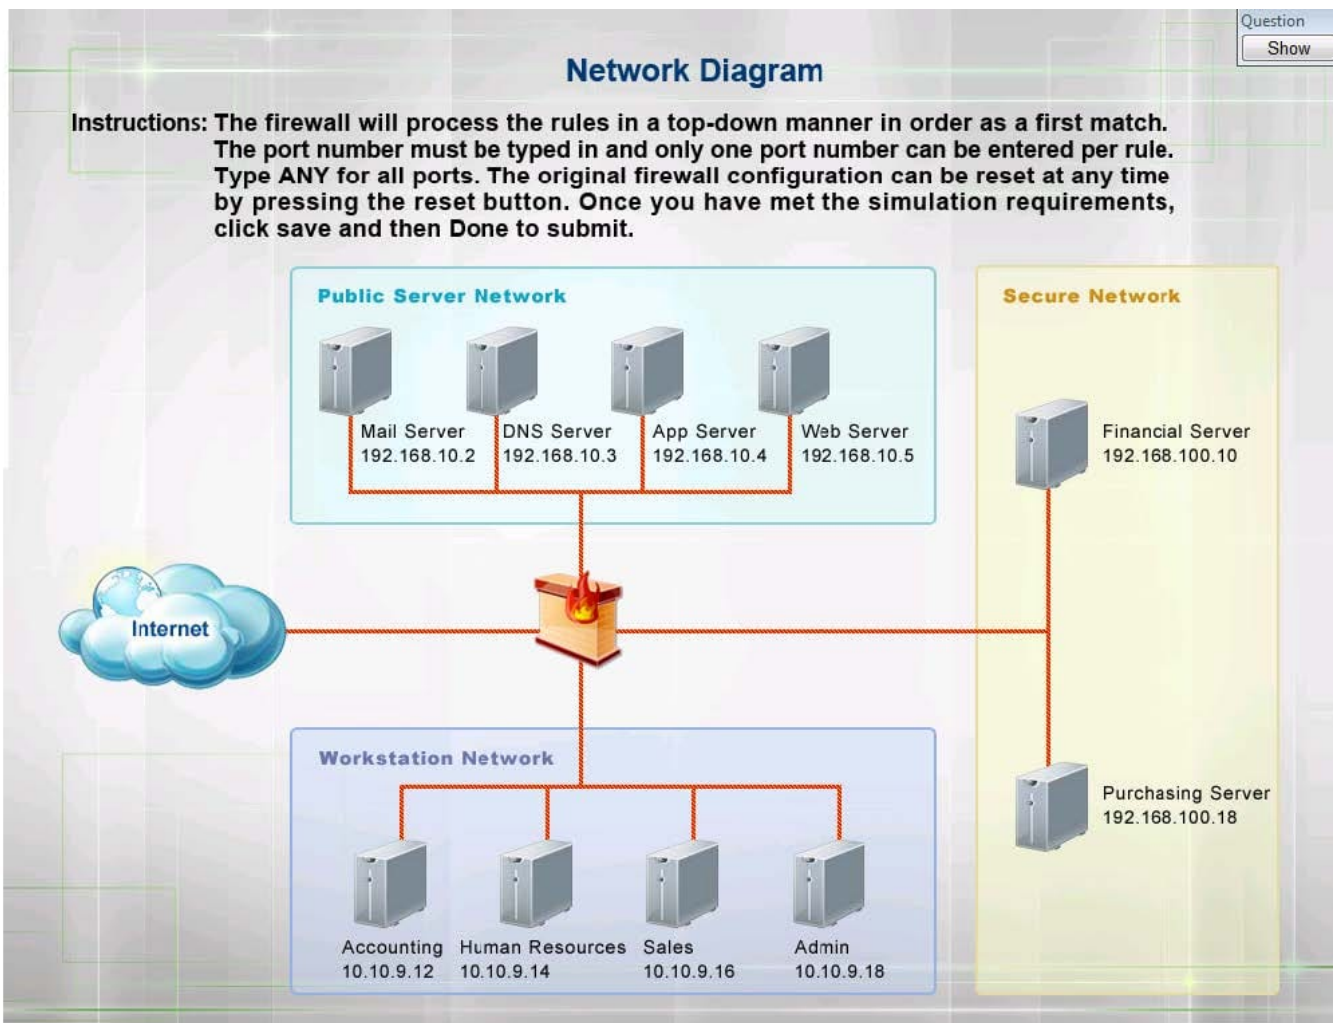 Question
Show
Network Diagram
Instructions: The firewall will process the rules in a top-down manner in order as a first match.
The port number must be typed in and only one port number can be entered per rule.
Type ANY for all ports. The original firewall configuration can be reset at any time
by pressing the reset button. Once you have met the simulation requirements,
click save and then Done to submit.
Public Server Network
Mail Server
192.168.10.2
DNS Server
192.168.10.3
App Server
192.168.10.4
Web Server
192.168.10.5
Secure Network
Financial Server
192.168.100.10
Internet
Purchasing Server
192.168.100.18
Workstation Network
Accounting
10.10.9.12
Human Resources
10.10.9.14
Sales
10.10.9.16
Admin
10.10.9.18